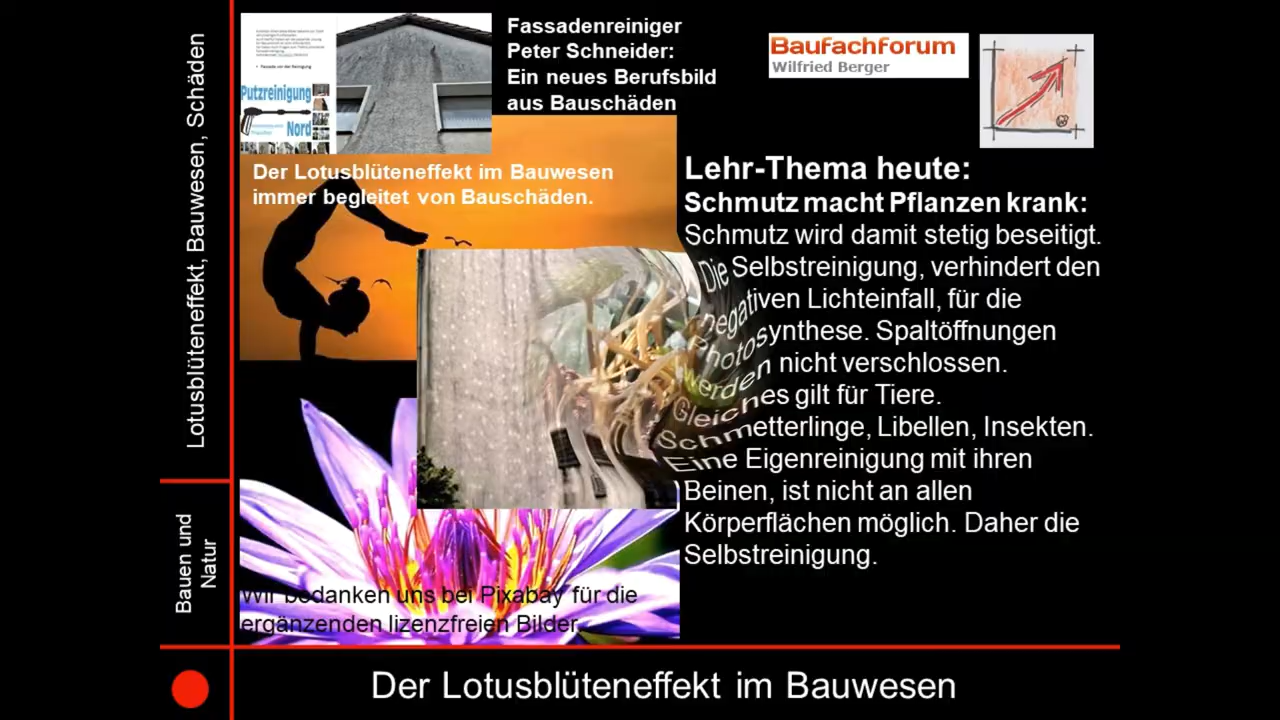 Fassadenreiniger
Peter Schneider:
Ein neues Berufsbild
aus Bauschäden
Baufachforum
Wilfried Berger
Putzreinigung
Nord
Der Lotusblüteneffekt im Bauwesen
immer begleitet von Bauschäden.
Lehr-Thema heute:
Schmutz macht Pflanzen krank:
Schmutz wird damit stetig beseitigt.
Die Selbstreinigung, verhindert den
negativen Lichteinfall, für die
Photosynthese. Spaltöffnungen
werden nicht verschlossen.
Gleiches gilt für Tiere.
Schmetterlinge, Libellen, Insekten.
Eine Eigenreinigung mit ihren
Beinen, ist nicht an allen
Körperflächen möglich. Daher die
Selbstreinigung.
Wir bedanken uns bei Pixabay für die
ergänzenden lizenzfreien Bilder.
Lotusblüteneffekt, Bauwesen, Schäden
Bauen und
Natur
Der Lotusblüteneffekt im Bauwesen